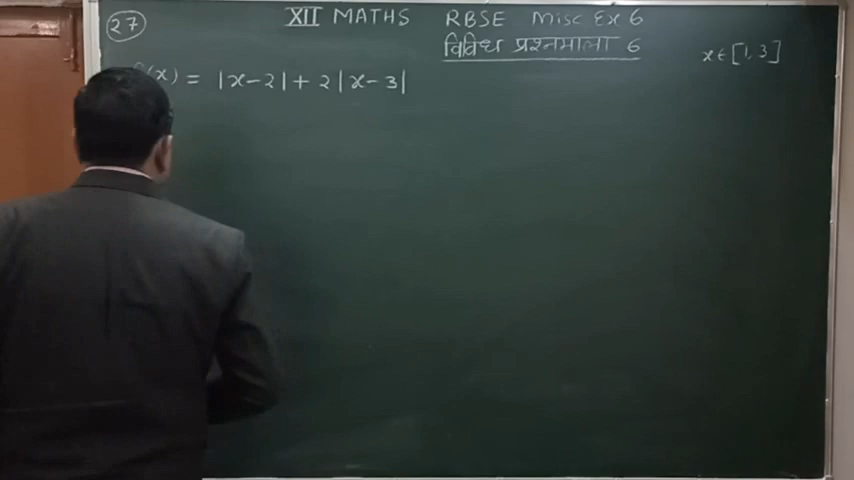 27
XII MATHS RBSE Misc Ex 6
विविध प्रश्नमाला 6
x ∈ [1, 3]
(x) = |x-2| + 2|x-3|